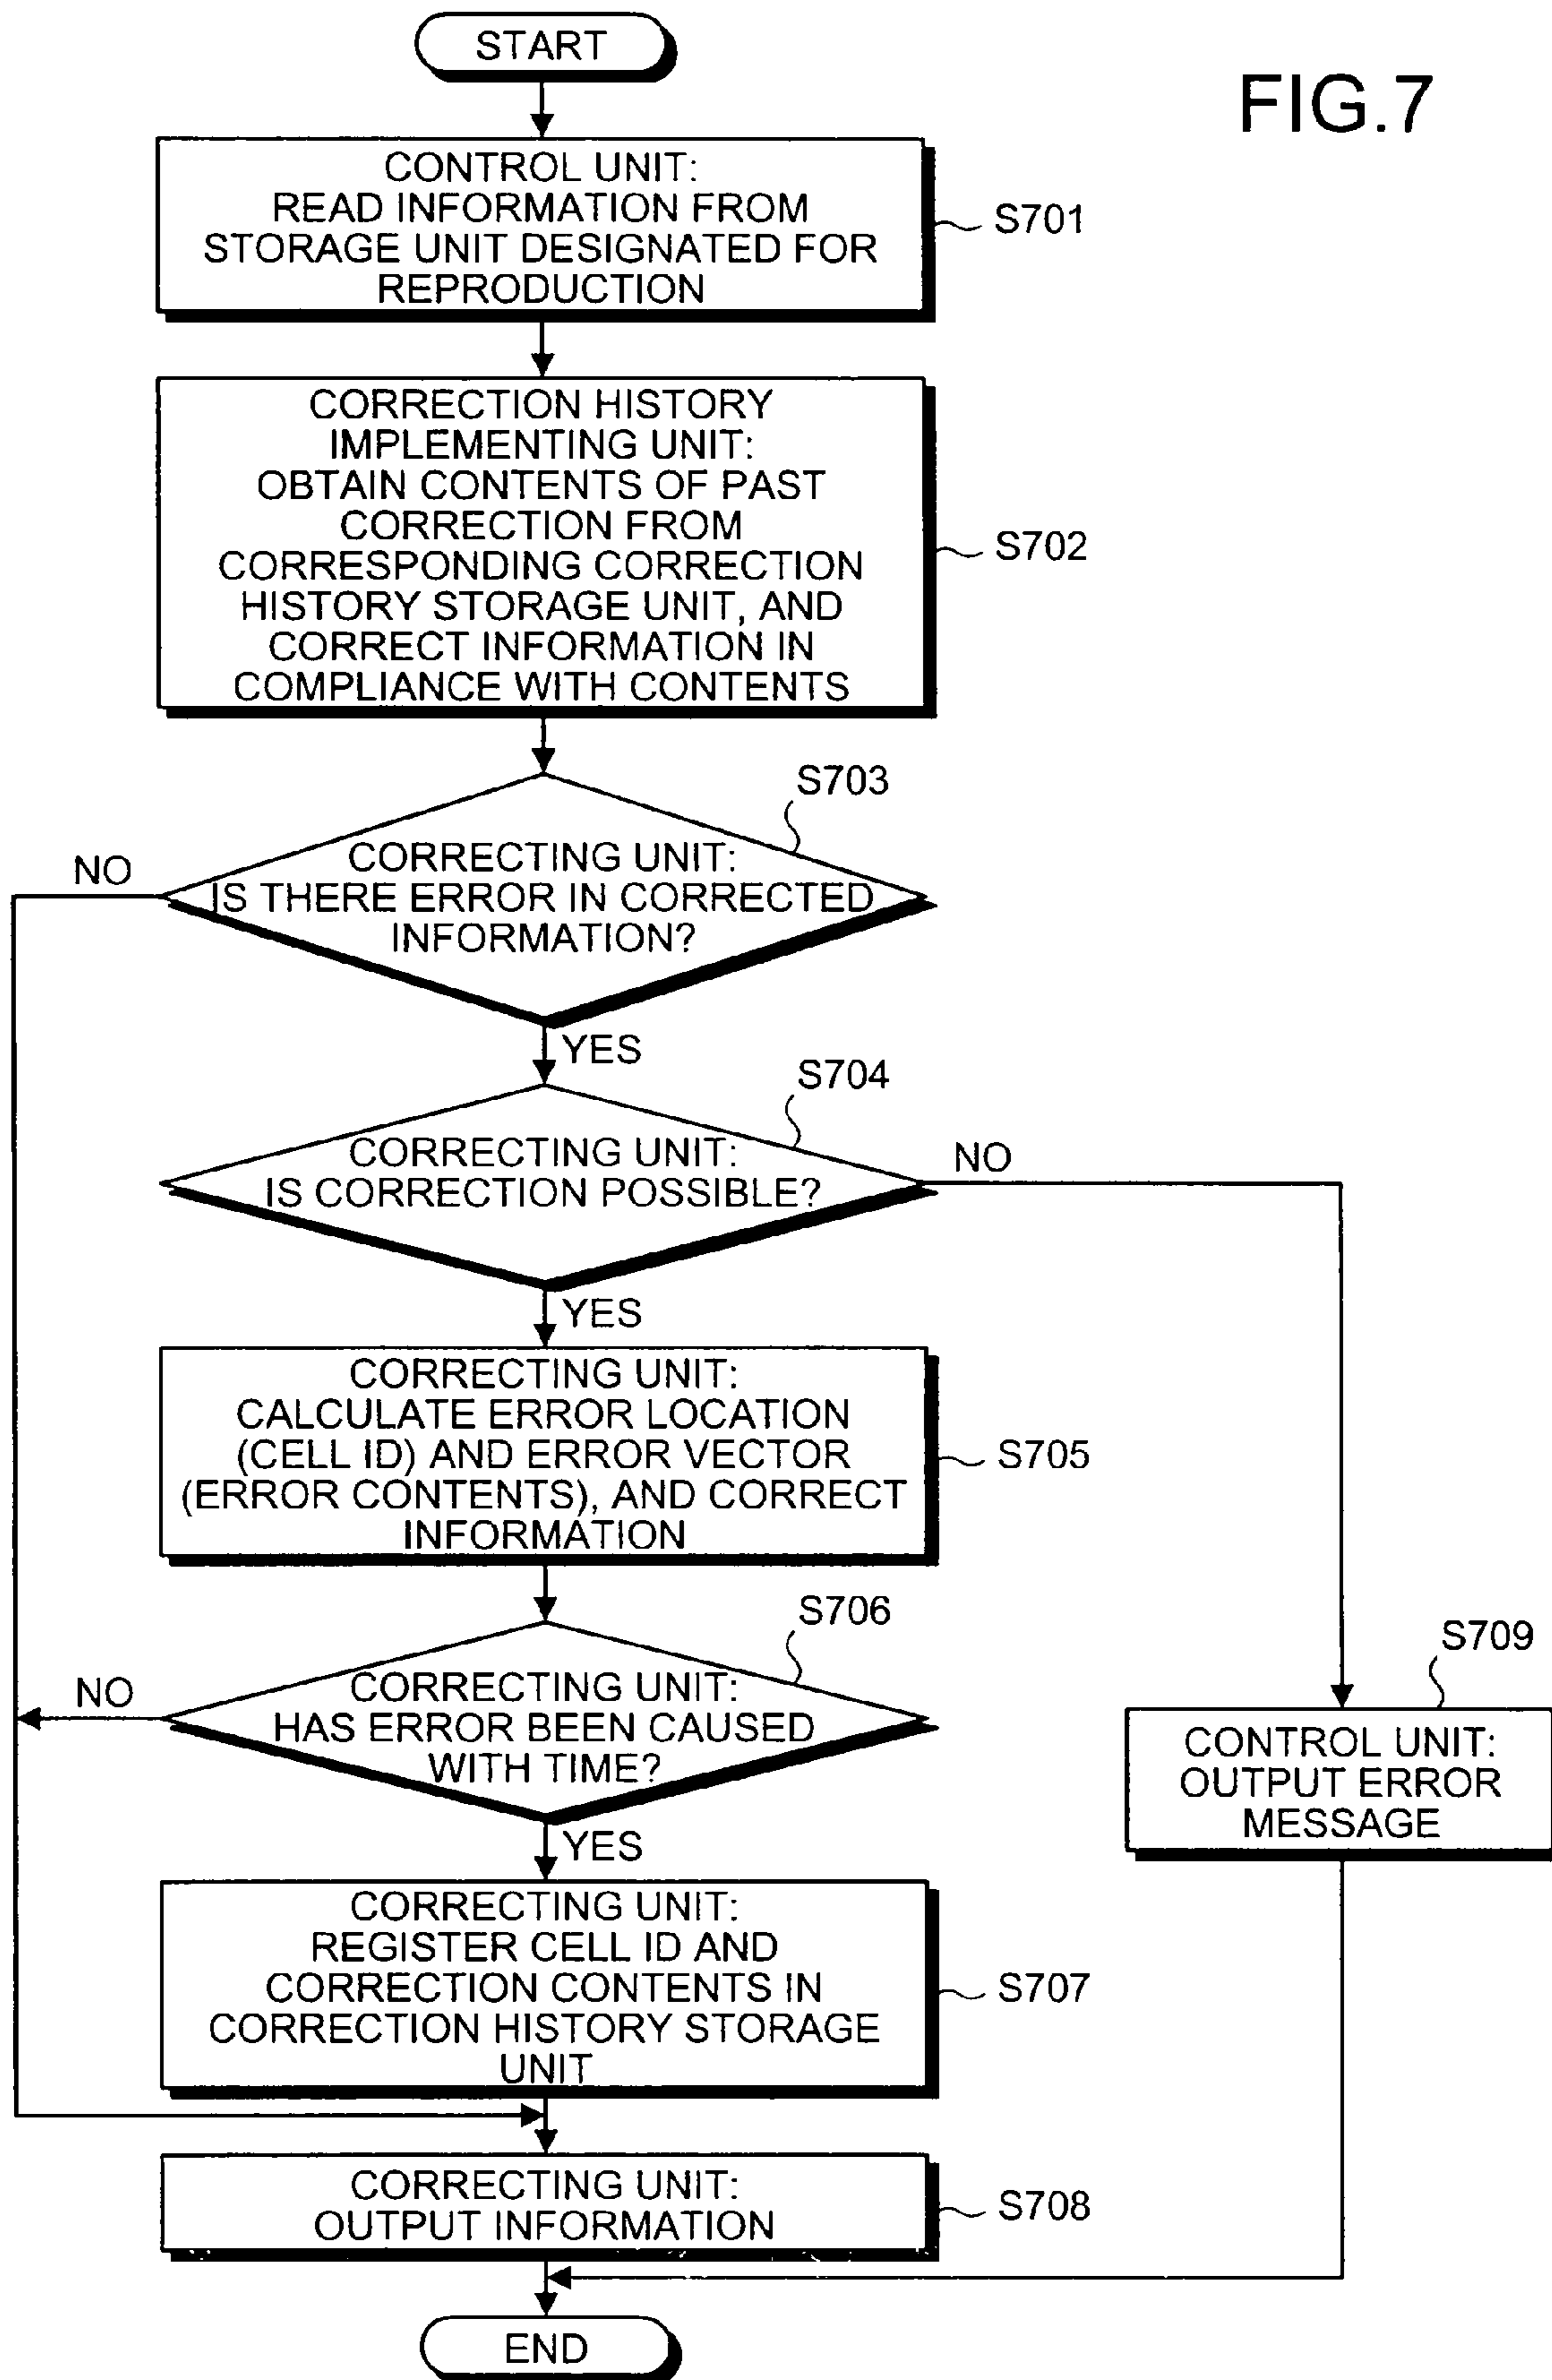 START
FIG.7
CONTROL UNIT:
READ INFORMATION FROM
STORAGE UNIT DESIGNATED FOR
REPRODUCTION
S701
CORRECTION HISTORY
IMPLEMENTING UNIT:
OBTAIN CONTENTS OF PAST
CORRECTION FROM
CORRESPONDING CORRECTION
HISTORY STORAGE UNIT, AND
CORRECT INFORMATION IN
COMPLIANCE WITH CONTENTS
S702
S703
NO
CORRECTING UNIT:
IS THERE ERROR IN CORRECTED
INFORMATION?
YES
S704
CORRECTING UNIT:
IS CORRECTION POSSIBLE?
NO
YES
CORRECTING UNIT:
CALCULATE ERROR LOCATION
(CELL ID) AND ERROR VECTOR
(ERROR CONTENTS), AND CORRECT
INFORMATION
S705
S706
NO
CORRECTING UNIT:
HAS ERROR BEEN CAUSED
WITH TIME?
YES
S709
CONTROL UNIT:
OUTPUT ERROR
MESSAGE
CORRECTING UNIT:
REGISTER CELL ID AND
CORRECTION CONTENTS IN
CORRECTION HISTORY STORAGE
UNIT
S707
CORRECTING UNIT:
OUTPUT INFORMATION
S708
END